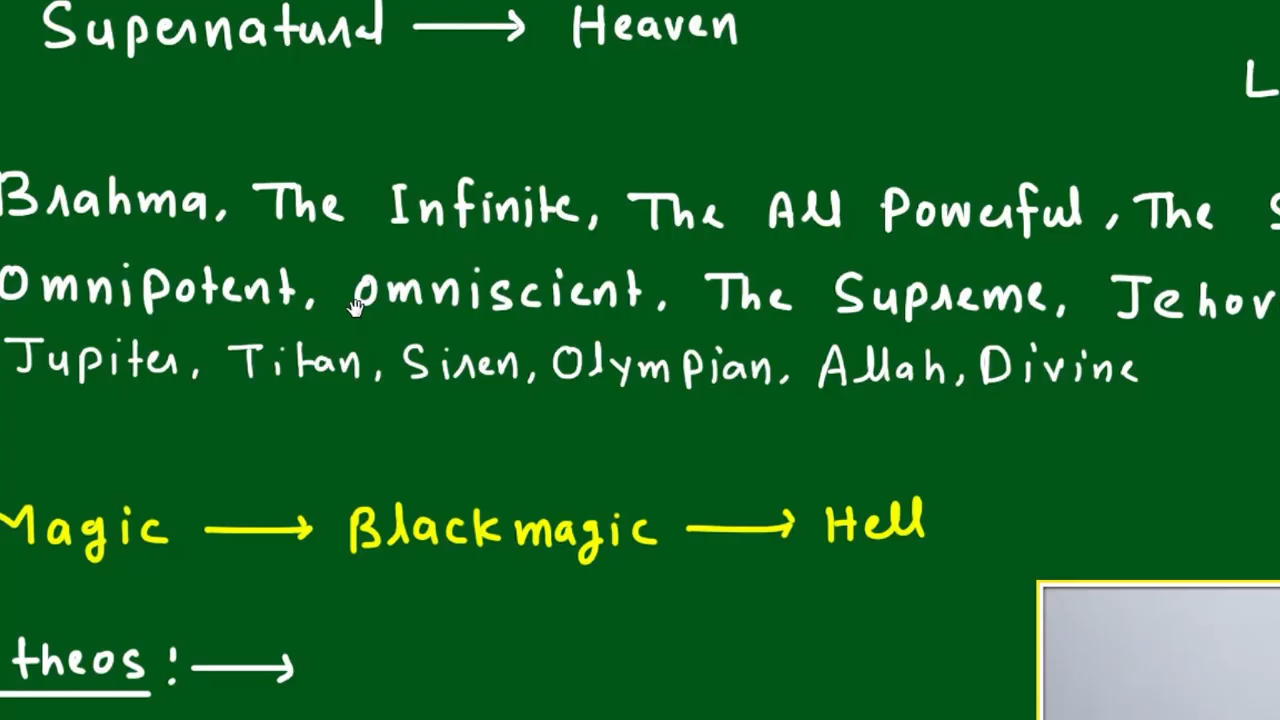 Supernatural → Heaven
L
Brahma, The Infinite, The All Powerful, The S
Omnipotent, omniscient, The Supreme, Jehov
Jupiter, Titan, Siren, Olympian, Allah, Divine
Magic → Blackmagic → Hell
theos : →